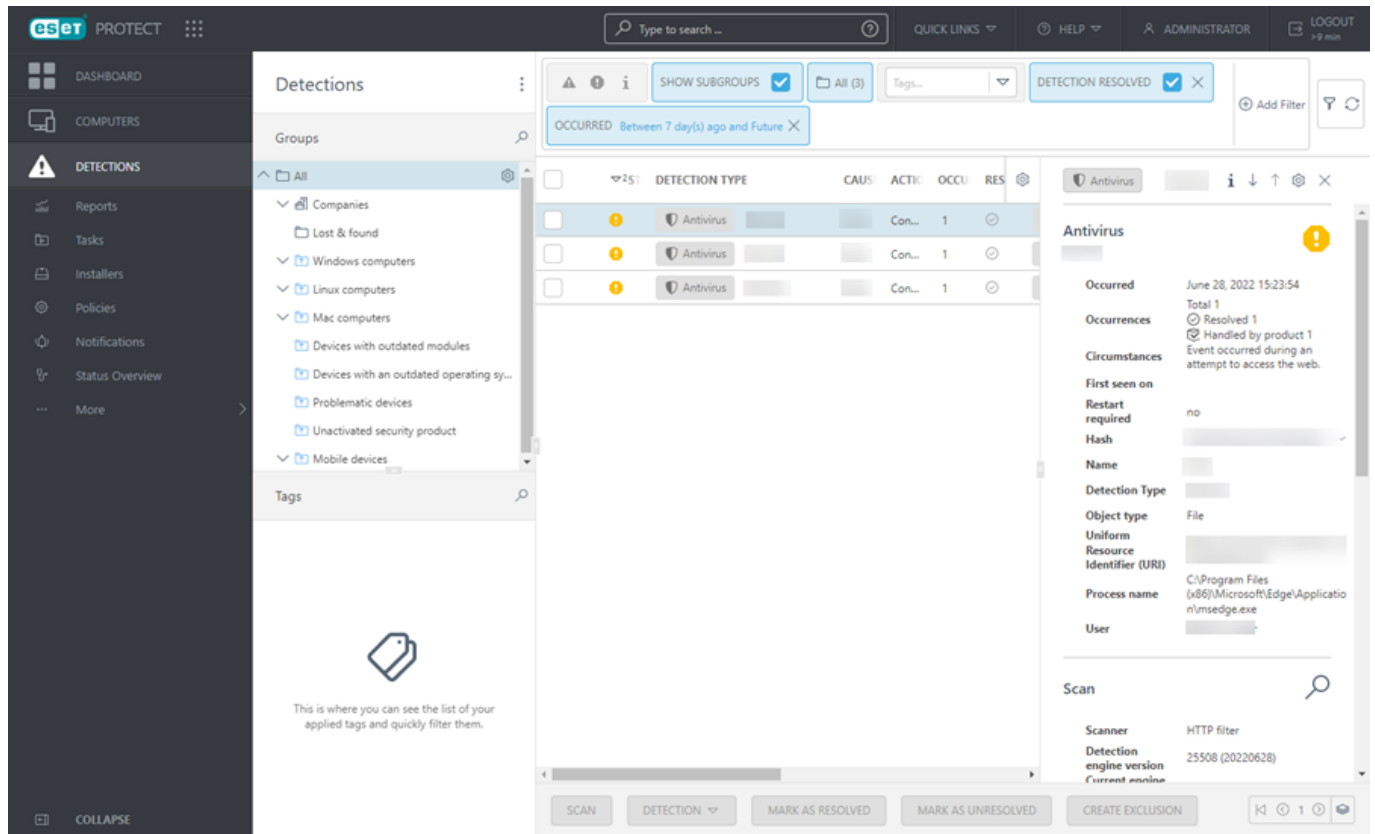 eset PROTECT
Type to search ...
QUICK LINKS
HELP
ADMINISTRATOR
LOGOUT
>9 min
DASHBOARD
COMPUTERS
DETECTIONS
Reports
Tasks
Installers
Policies
Notifications
Status Overview
More
COLLAPSE
Detections
Groups
All
Companies
Lost & found
Windows computers
Linux computers
Mac computers
Devices with outdated modules
Devices with an outdated operating sy...
Problematic devices
Unactivated security product
Mobile devices
Tags
This is where you can see the list of your
applied tags and quickly filter them.
SHOW SUBGROUPS
All (3)
Tags...
DETECTION RESOLVED
Add Filter
OCCURRED Between 7 day(s) ago and Future
DETECTION TYPE CAUS ACTIC OCCU RES
Antivirus Con... 1
Antivirus Con... 1
Antivirus Con... 1
SCAN
DETECTION
MARK AS RESOLVED
MARK AS UNRESOLVED
CREATE EXCLUSION
1
Antivirus
Antivirus
Occurred June 28, 2022 15:23:54
Occurrences Total 1
Resolved 1
Handled by product 1
Circumstances Event occurred during an
attempt to access the web.
First seen on
Restart
required no
Hash
Name
Detection Type
Object type File
Uniform
Resource
Identifier (URI)
Process name C:\Program Files
(x86)\Microsoft\Edge\Applicatio
n\msedge.exe
User
Scan
Scanner HTTP filter
Detection
engine version 25508 (20220628)
Current engine